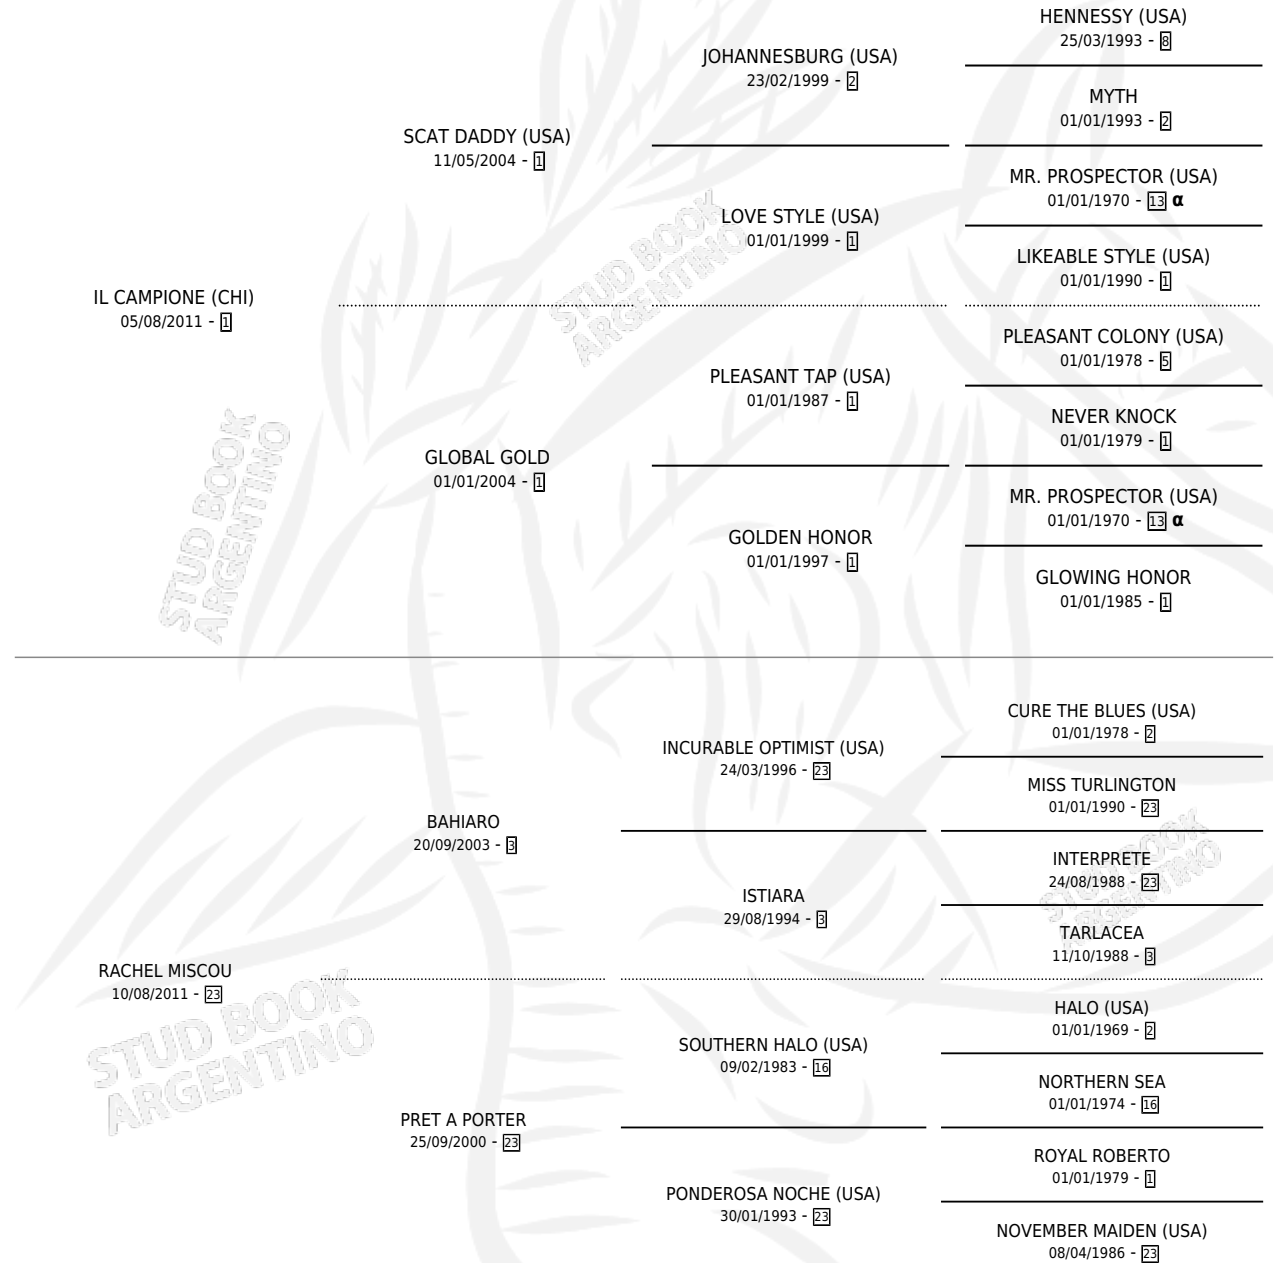 HENNESSY (USA)
25/03/1993 - 8
JOHANNESBURG (USA)
23/02/1999 - 2
MYTH
01/01/1993 - 2
SCAT DADDY (USA)
11/05/2004 - 1
MR. PROSPECTOR (USA)
01/01/1970 - 13 α
LOVE STYLE (USA)
01/01/1999 - 1
LIKEABLE STYLE (USA)
01/01/1990 - 1
IL CAMPIONE (CHI)
05/08/2011 - 1
PLEASANT COLONY (USA)
01/01/1978 - 5
PLEASANT TAP (USA)
01/01/1987 - 1
NEVER KNOCK
01/01/1979 - 1
GLOBAL GOLD
01/01/2004 - 1
MR. PROSPECTOR (USA)
01/01/1970 - 13 α
GOLDEN HONOR
01/01/1997 - 1
GLOWING HONOR
01/01/1985 - 1
CURE THE BLUES (USA)
01/01/1978 - 2
INCURABLE OPTIMIST (USA)
24/03/1996 - 23
MISS TURLINGTON
01/01/1990 - 23
BAHIARO
20/09/2003 - 3
INTERPRETE
24/08/1988 - 23
ISTIARA
29/08/1994 - 3
TARLACEA
11/10/1988 - 3
RACHEL MISCOU
10/08/2011 - 23
HALO (USA)
01/01/1969 - 2
SOUTHERN HALO (USA)
09/02/1983 - 16
NORTHERN SEA
01/01/1974 - 16
PRET A PORTER
25/09/2000 - 23
ROYAL ROBERTO
01/01/1979 - 1
PONDEROSA NOCHE (USA)
30/01/1993 - 23
NOVEMBER MAIDEN (USA)
08/04/1986 - 23
STUD BOOK
ARGENTINO
STUD BOOK
ARGENTINO
STUD BOOK
ARGENTINO
STUD BOOK
ARGENTINO